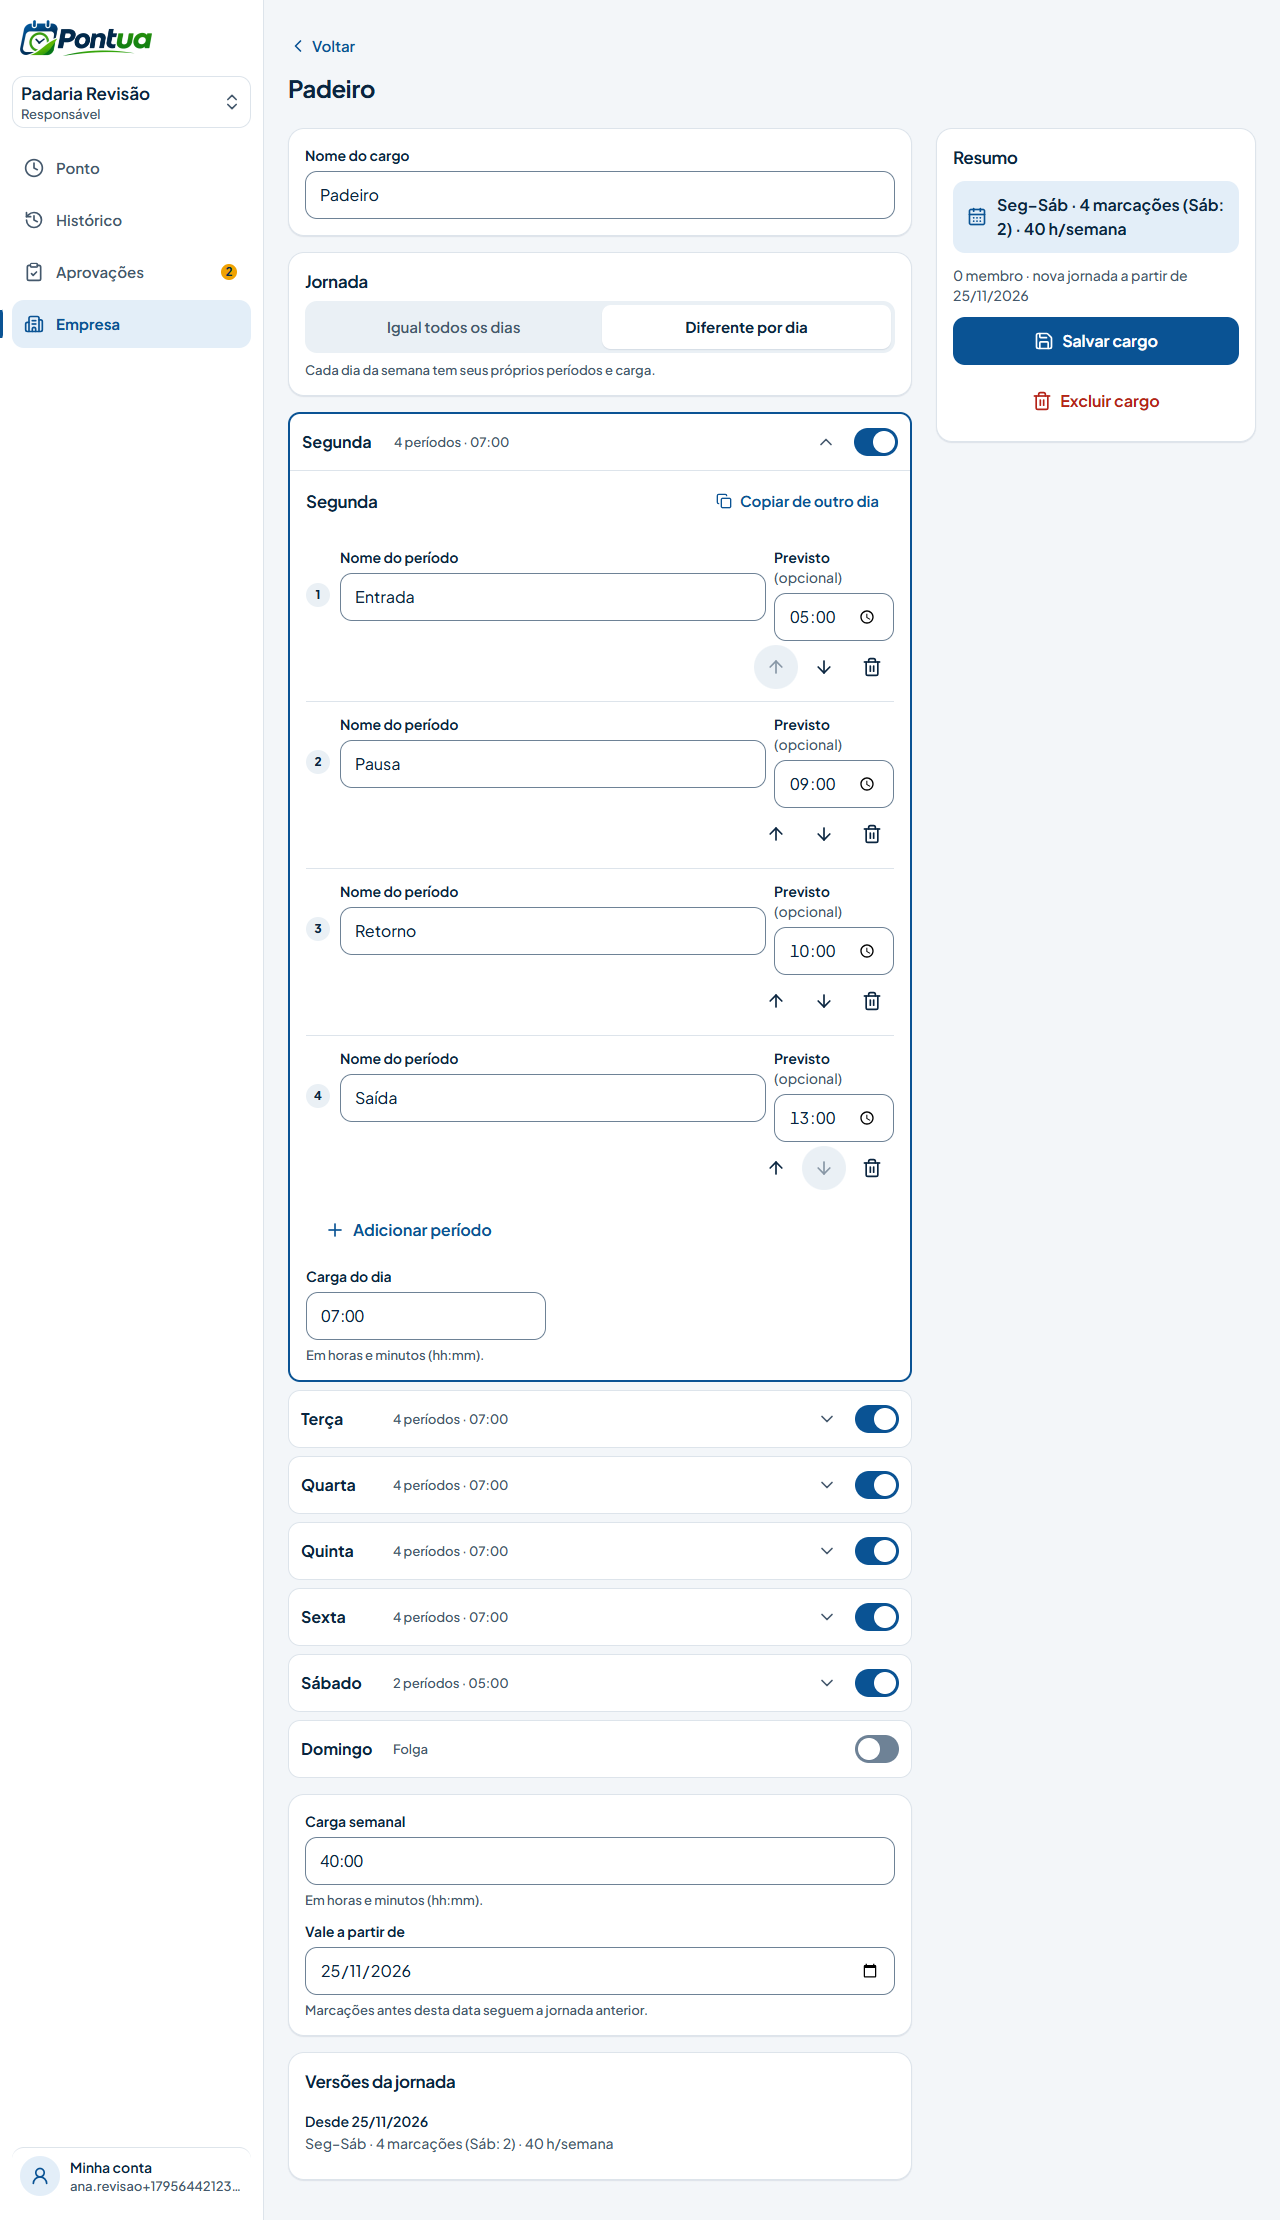 Pontua
Padaria Revisão
Responsável
Ponto
Histórico
Aprovações 2
Empresa
Minha conta
ana.revisao+17956442123...
Voltar
Padeiro
Nome do cargo
Padeiro
Jornada
Igual todos os dias Diferente por dia
Cada dia da semana tem seus próprios períodos e carga.
Segunda 4 períodos · 07:00
Segunda Copiar de outro dia
Nome do período Previsto
(opcional)
1 Entrada 05:00
Nome do período Previsto
(opcional)
2 Pausa 09:00
Nome do período Previsto
(opcional)
3 Retorno 10:00
Nome do período Previsto
(opcional)
4 Saída 13:00
Adicionar período
Carga do dia
07:00
Em horas e minutos (hh:mm).
Terça 4 períodos · 07:00
Quarta 4 períodos · 07:00
Quinta 4 períodos · 07:00
Sexta 4 períodos · 07:00
Sábado 2 períodos · 05:00
Domingo Folga
Carga semanal
40:00
Em horas e minutos (hh:mm).
Vale a partir de
25/11/2026
Marcações antes desta data seguem a jornada anterior.
Versões da jornada
Desde 25/11/2026
Seg–Sáb · 4 marcações (Sáb: 2) · 40 h/semana
Resumo
Seg–Sáb · 4 marcações (Sáb:
2) · 40 h/semana
0 membro · nova jornada a partir de
25/11/2026
Salvar cargo
Excluir cargo